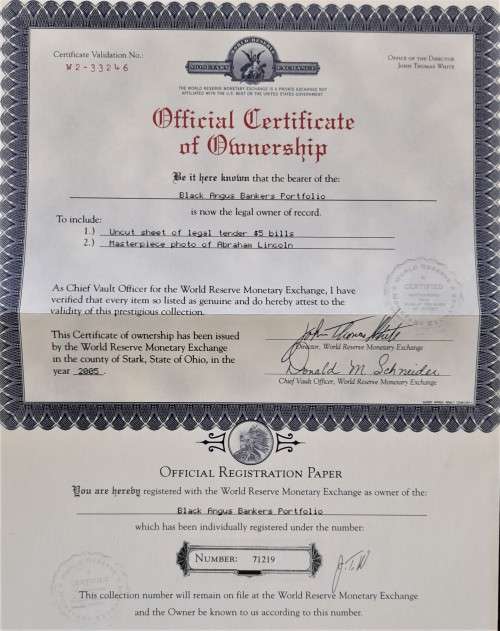 Certificate Validation No.:
W2-33246
WORLD RESERVE
MONETARY EXCHANGE
OFFICE OF THE DIRECTOR
JOHN THOMAS WHITE
THE WORLD RESERVE MONETARY EXCHANGE IS A PRIVATE EXCHANGE NOT
AFFILIATED WITH THE U.S. MINT OR THE UNITED STATES GOVERNMENT
Official Certificate
of Ownership
Be it here known that the bearer of the:
Black Angus Bankers Portfolio
is now the legal owner of record.
To include:
1.) Uncut sheet of legal tender $5 bills
2.) Masterpiece photo of Abraham Lincoln
As Chief Vault Officer for the World Reserve Monetary Exchange, I have
verified that every item so listed as genuine and do hereby attest to the
validity of this prestigious collection.
CERTIFIED
This Certificate of ownership has been issued
by the World Reserve Monetary Exchange
in the county of Stark, State of Ohio, in the
year 2005.
John Thomas White
Director, World Reserve Monetary Exchange
Donald M. Schneider
Chief Vault Officer, World Reserve Monetary Exchange
OFFICIAL REGISTRATION PAPER
You are hereby registered with the World Reserve Monetary Exchange as owner of the:
Black Angus Bankers Portfolio
which has been individually registered under the number:
NUMBER: 71219
JTW
This collection number will remain on file at the World Reserve Monetary Exchange
and the Owner be known to us according to this number.
CERTIFIED